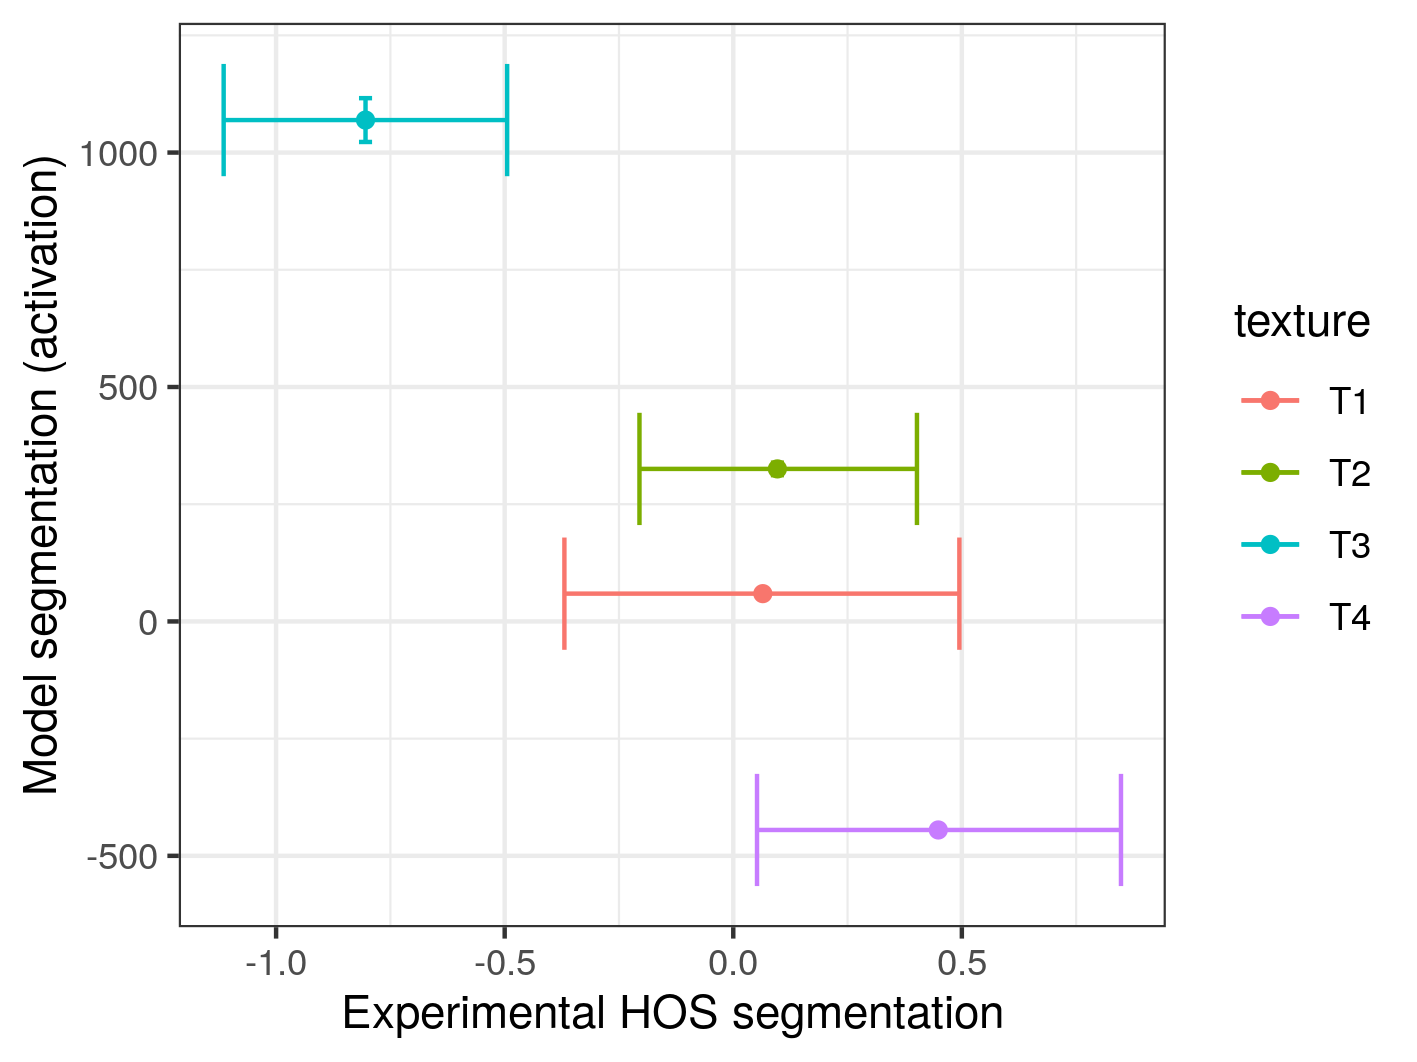 Model segmentation (activation)
1000
500
0
-500
-1.0
-0.5
0.0
0.5
Experimental HOS segmentation
texture
T1
T2
T3
T4